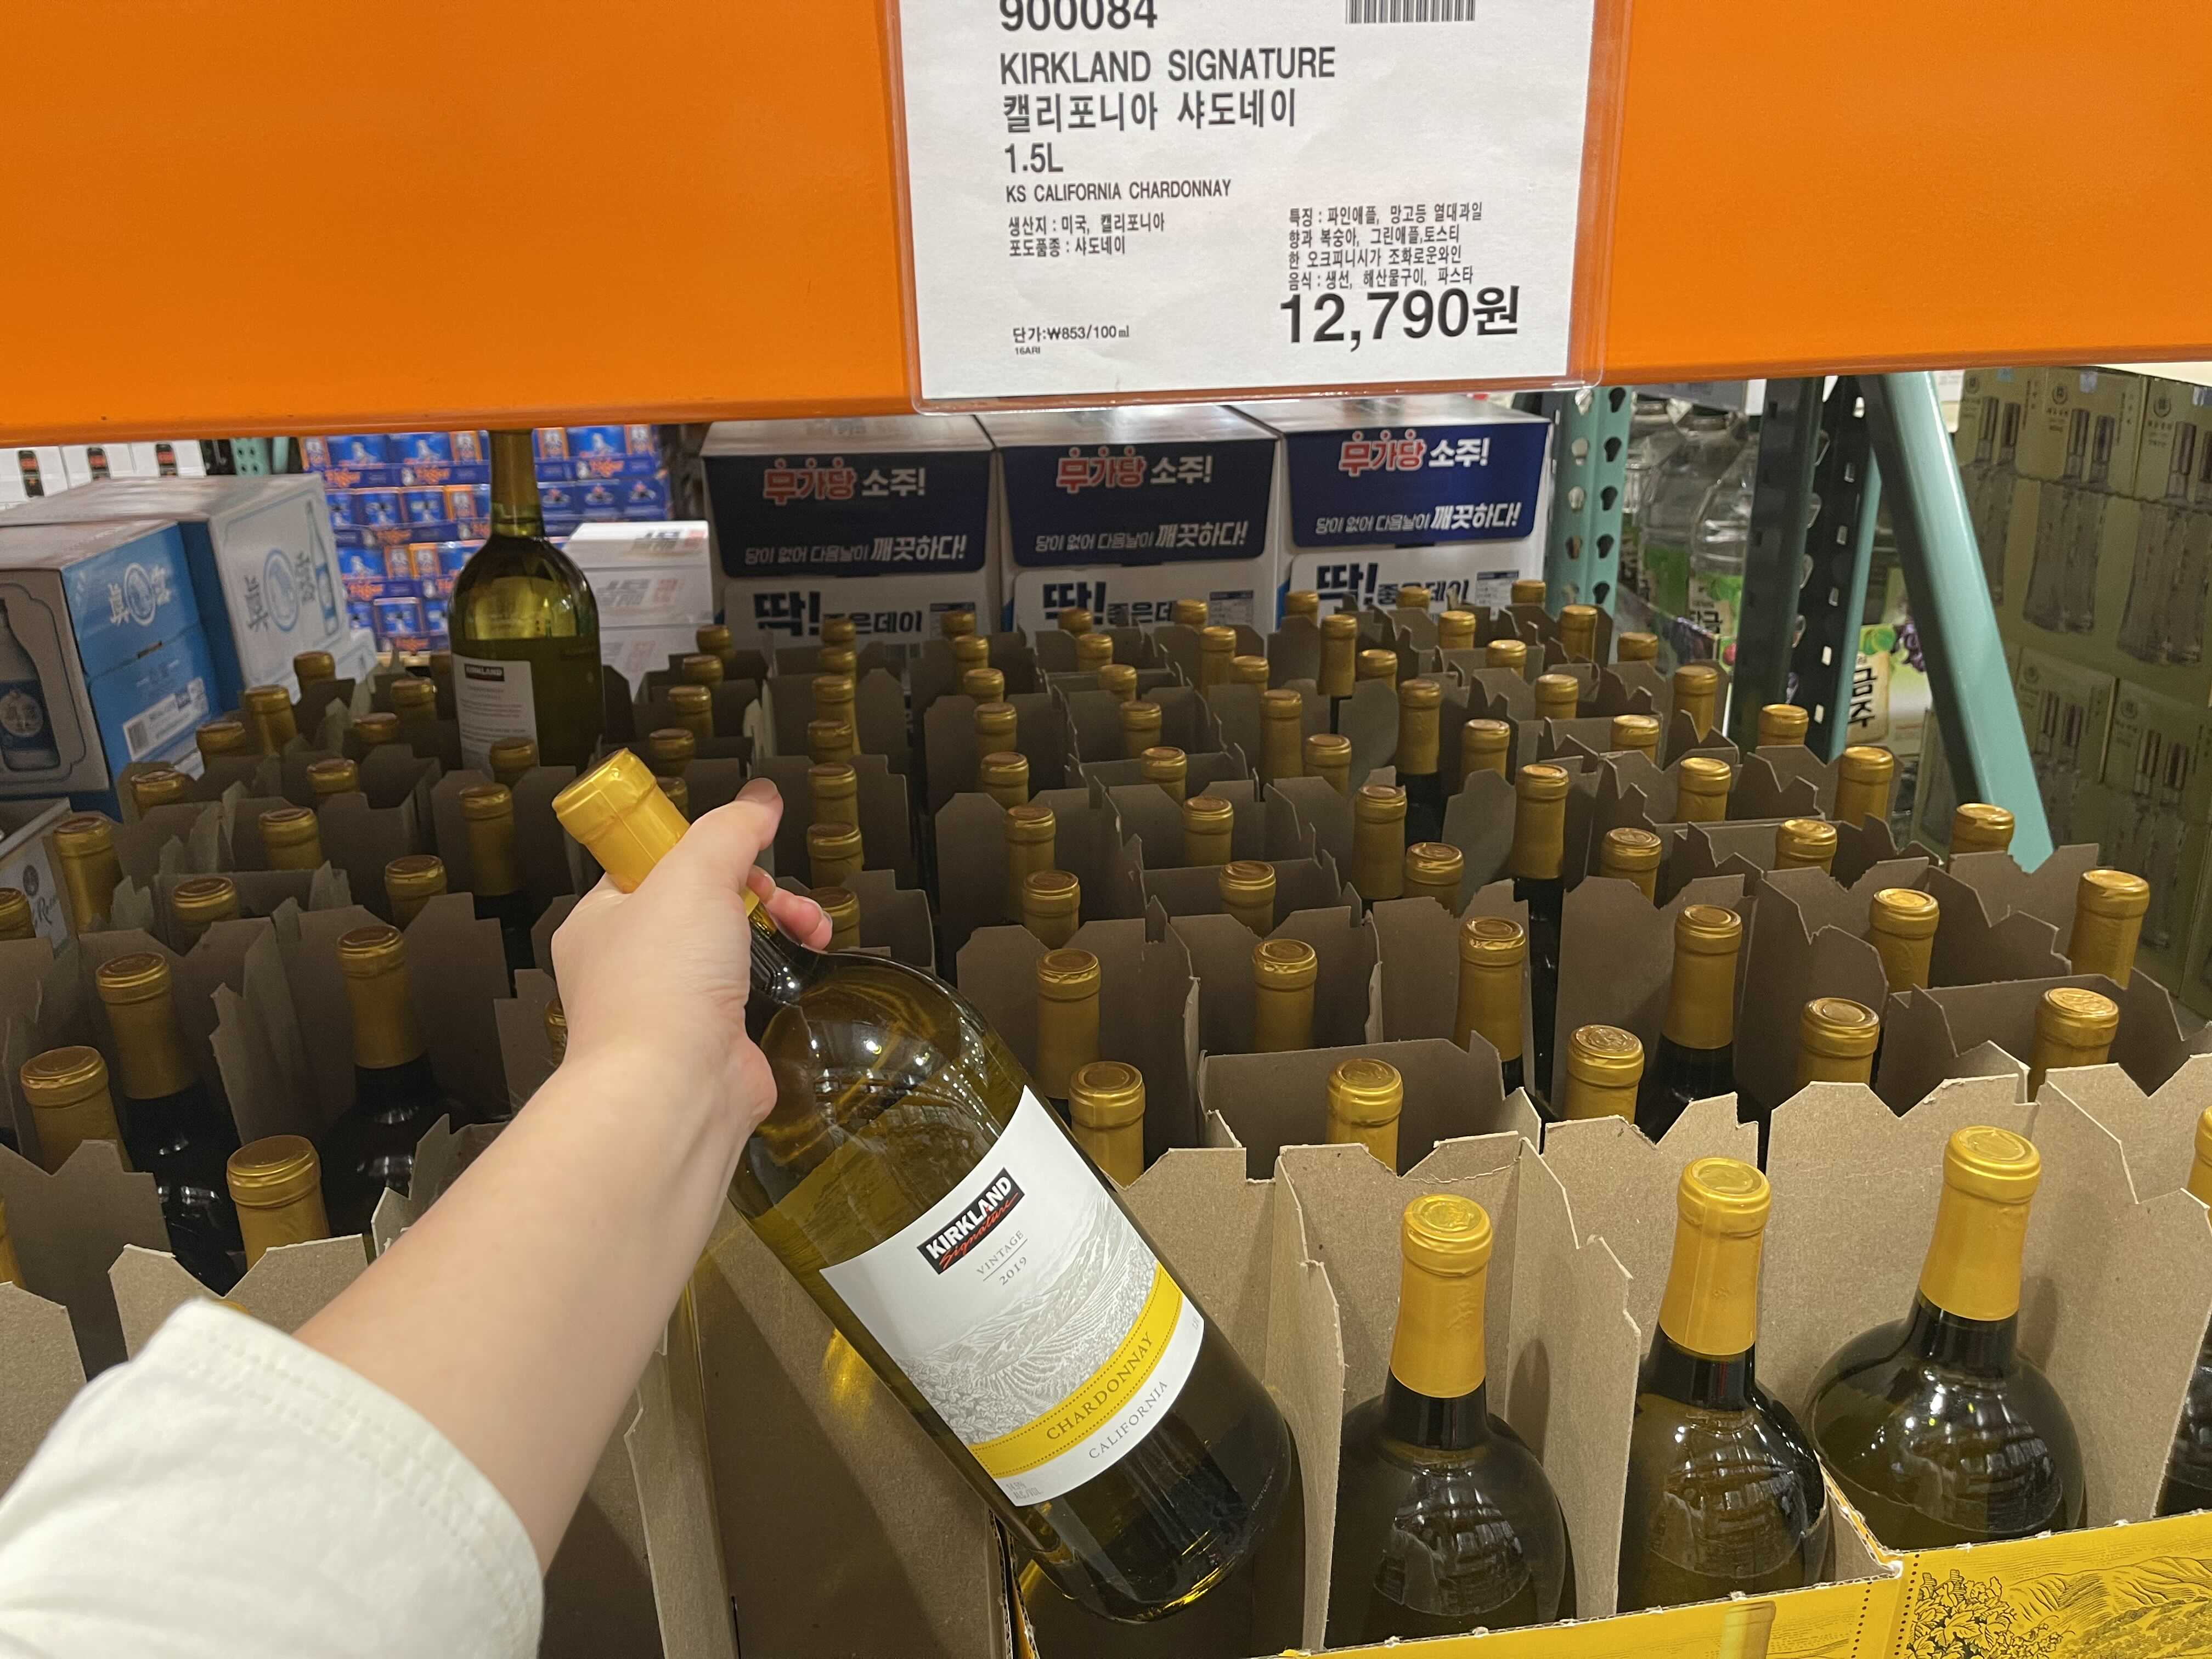 900084
KIRKLAND SIGNATURE
캘리포니아 샤도네이
1.5L
KS CALIFORNIA CHARDONNAY
생산지 : 미국, 캘리포니아
포도품종 : 샤도네이
특징 : 파인애플, 망고등 열대과일
향과 복숭아, 그린애플,토스티
한 오크피니시가 조화로운와인
음식 : 생선, 해산물구이, 파스타
12,790원
단가:₩853/100㎖
16ARI
무가당 소주!
당이 없어 다음날이 깨끗하다!
딱! 좋은데이
무가당 소주!
당이 없어 다음날이 깨끗하다!
딱! 좋은데
무가당 소주!
당이 없어 다음날이 깨끗하다!
딱! 좋은데이
KIRKLAND
KIRKLAND
Signature
VINTAGE
2019
CHARDONNAY
CALIFORNIA